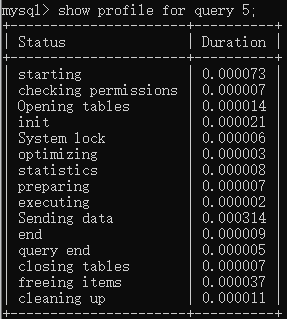 mysql> show profile for query 5;
+----------------------+----------+
| Status               | Duration |
+----------------------+----------+
| starting             | 0.000073 |
| checking permissions | 0.000007 |
| Opening tables       | 0.000014 |
| init                 | 0.000021 |
| System lock          | 0.000006 |
| optimizing           | 0.000003 |
| statistics           | 0.000008 |
| preparing            | 0.000007 |
| executing            | 0.000002 |
| Sending data         | 0.000314 |
| end                  | 0.000009 |
| query end            | 0.000005 |
| closing tables       | 0.000007 |
| freeing items        | 0.000037 |
| cleaning up          | 0.000011 |
+----------------------+----------+